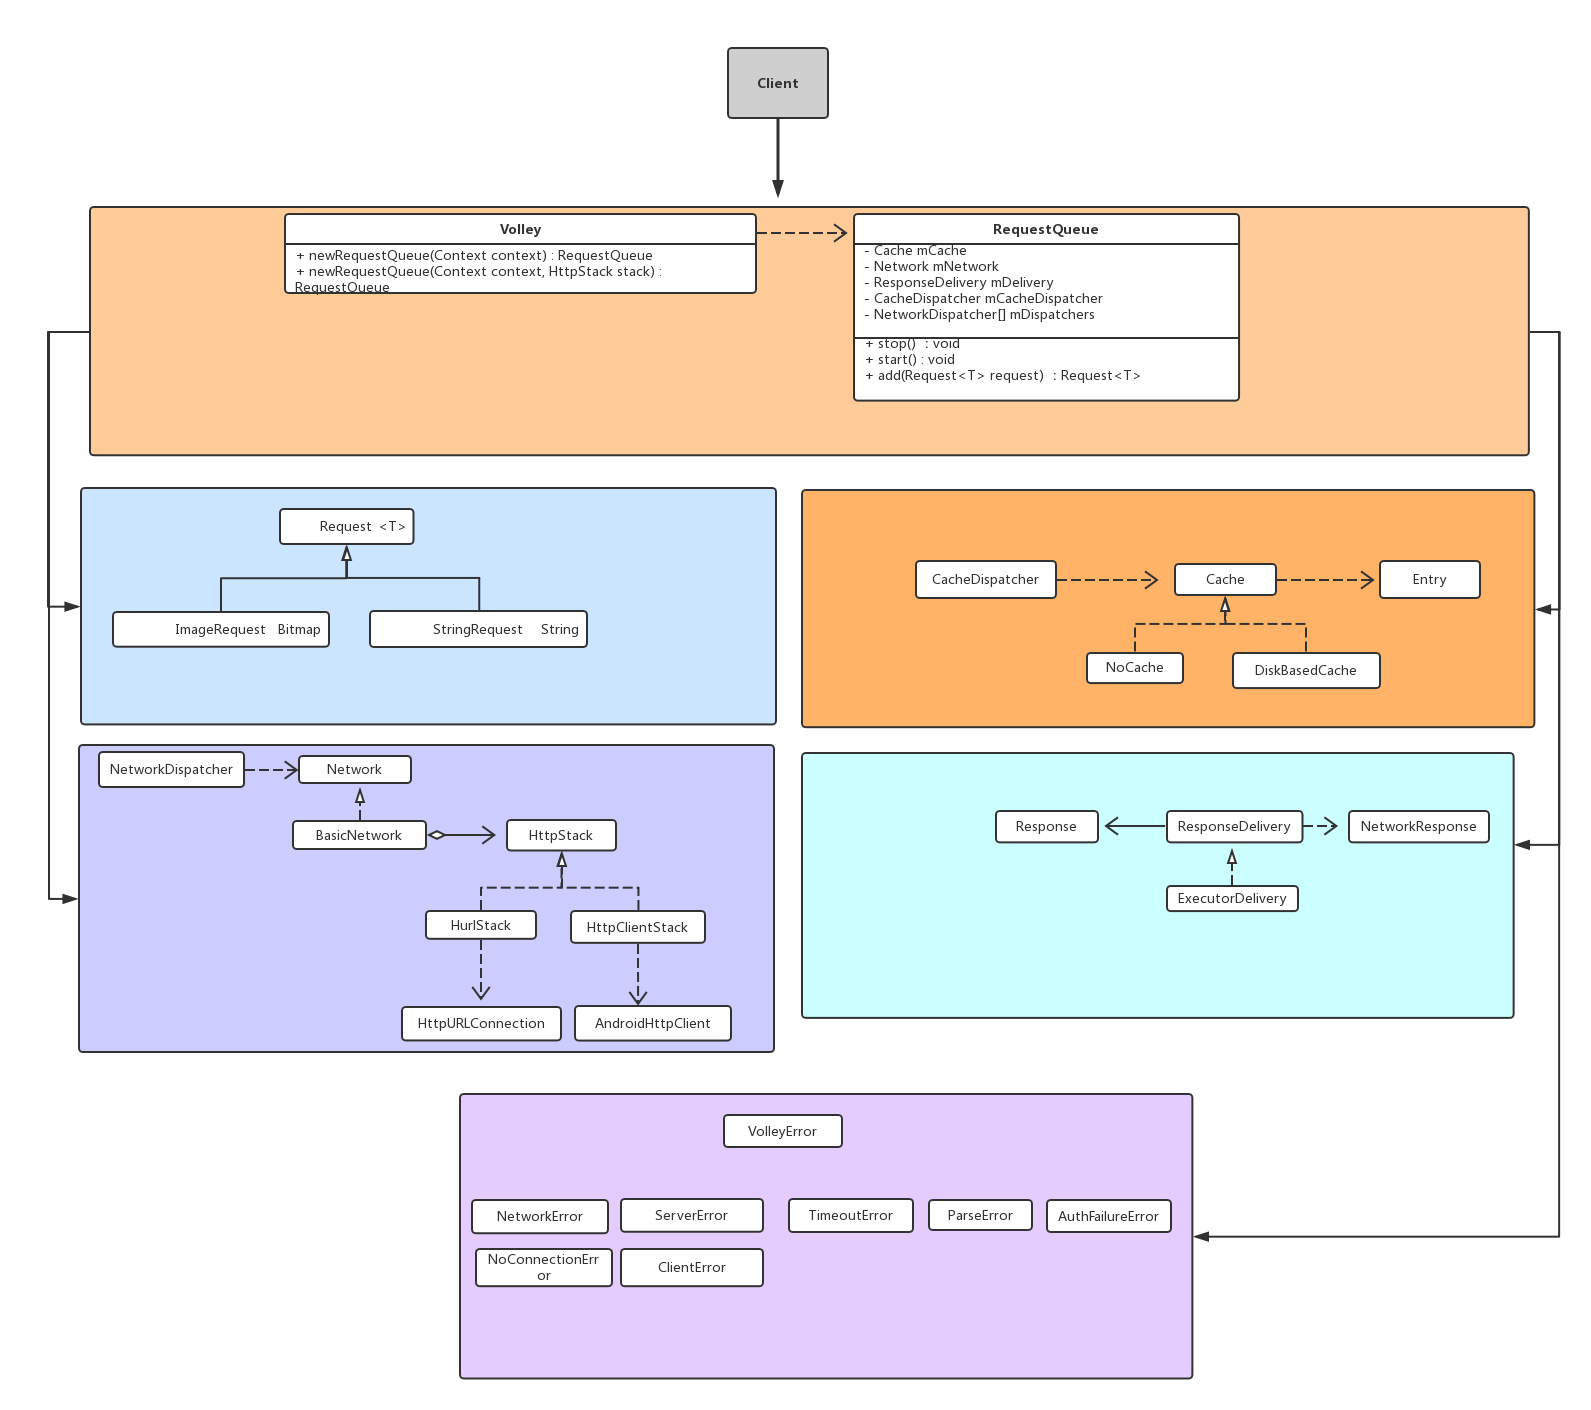 Client
Volley
+ newRequestQueue(Context context) : RequestQueue
+ newRequestQueue(Context context, HttpStack stack) :
RequestQueue
RequestQueue
- Cache mCache
- Network mNetwork
- ResponseDelivery mDelivery
- CacheDispatcher mCacheDispatcher
- NetworkDispatcher[] mDispatchers
+ stop() : void
+ start() : void
+ add(Request<T> request) : Request<T>
Request <T>
ImageRequest Bitmap
StringRequest String
CacheDispatcher
Cache
Entry
NoCache
DiskBasedCache
NetworkDispatcher
Network
BasicNetwork
HttpStack
HurlStack
HttpClientStack
HttpURLConnection
AndroidHttpClient
Response
ResponseDelivery
NetworkResponse
ExecutorDelivery
VolleyError
NetworkError
ServerError
TimeoutError
ParseError
AuthFailureError
NoConnectionErr
or
ClientError